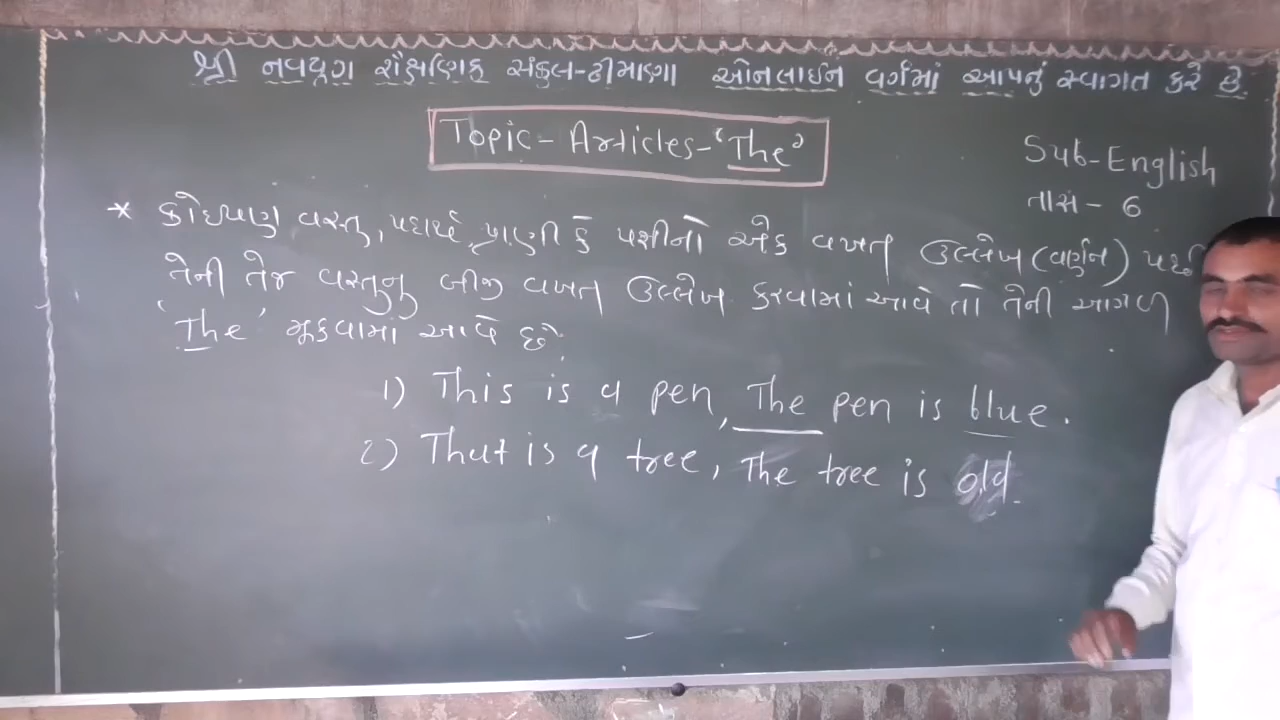 શ્રી નવયુગ શૈક્ષણિક સંકુલ-ઢીમાણા ઓનલાઈન વર્ગમાં આપનું સ્વાગત કરે છે.
Topic - Articles - 'The'
Sub-English
તાસ - 6
* કોઈપણ વસ્તુ, પદાર્થ, પ્રાણી કે પક્ષીનો એક વખત ઉલ્લેખ (વર્ણન) પછી
તેની તેજ વસ્તુનુ બીજી વખત ઉલ્લેખ કરવામાં આવે તો તેની આગળ
'The' મૂકવામાં આવે છે.
1) This is a pen, The pen is blue.
2) That is a tree, The tree is old.